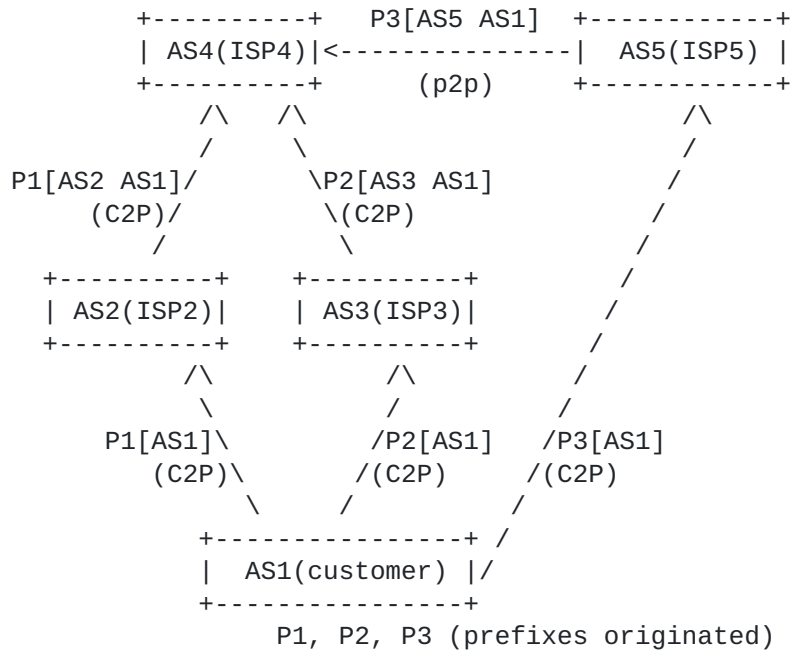 P3[AS5 AS1]
AS4(ISP4) AS5(ISP5)
(p2p)
P1[AS2 AS1] P2[AS3 AS1]
(C2P) (C2P)
AS2(ISP2) AS3(ISP3)
P1[AS1] P2[AS1] P3[AS1]
(C2P) (C2P) (C2P)
AS1(customer)
P1, P2, P3 (prefixes originated)